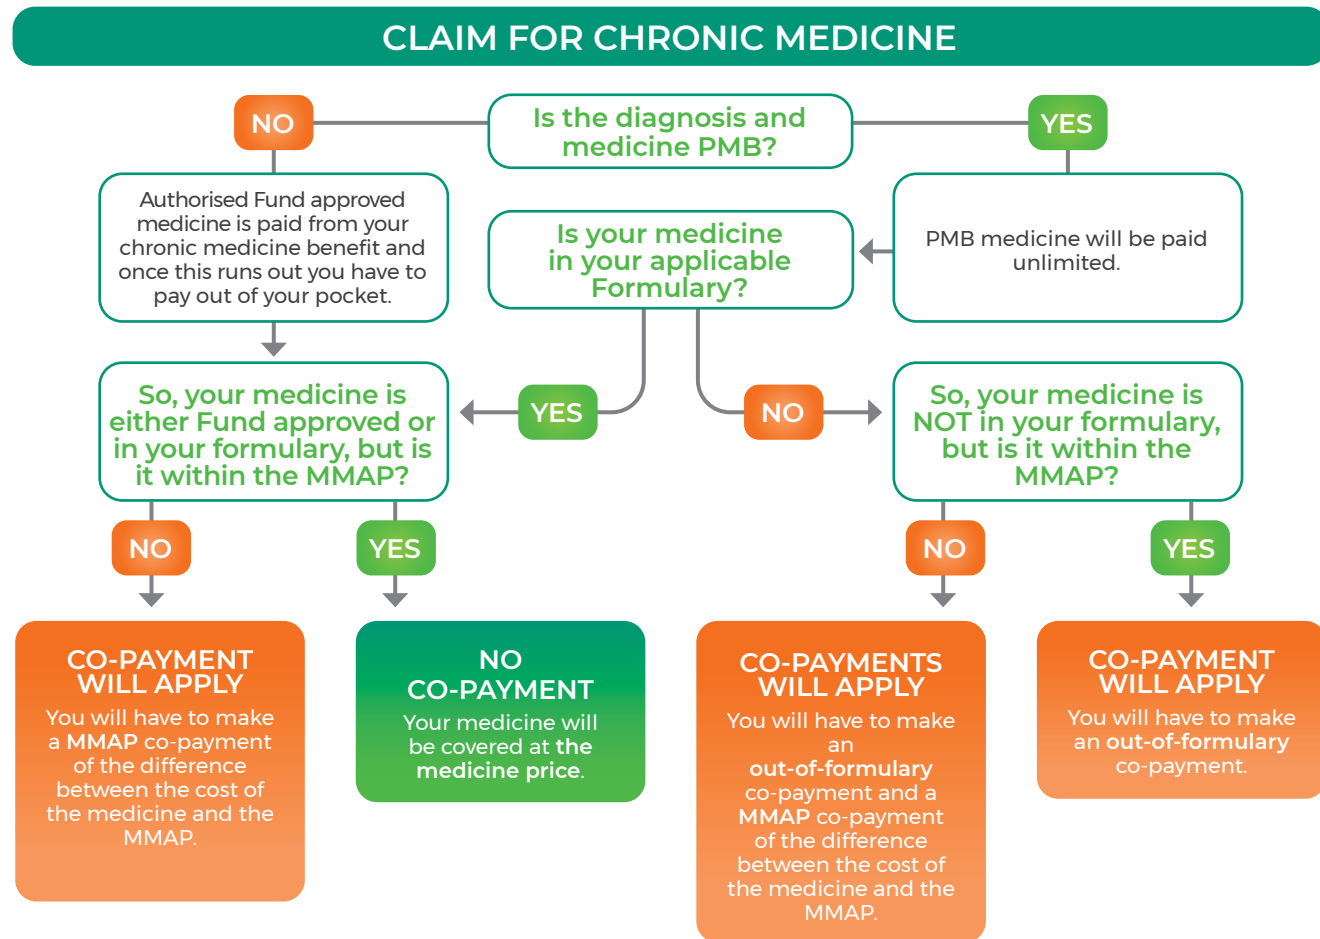 CLAIM FOR CHRONIC MEDICINE
NO
Is the diagnosis and
medicine PMB?
YES
Authorised Fund approved
medicine is paid from your
chronic medicine benefit and
once this runs out you have to
pay out of your pocket.
Is your medicine
in your applicable
Formulary?
PMB medicine will be paid
unlimited.
So, your medicine is
either Fund approved or
in your formulary, but is
it within the MMAP?
YES
NO
So, your medicine is
NOT in your formulary,
but is it within the
MMAP?
NO
YES
NO
YES
CO-PAYMENT
WILL APPLY
You will have to make
a MMAP co-payment
of the difference
between the cost of
the medicine and the
MMAP.
NO
CO-PAYMENT
Your medicine will
be covered at the
medicine price.
CO-PAYMENTS
WILL APPLY
You will have to make
an
out-of-formulary
co-payment and a
MMAP co-payment
of the difference
between the cost of
the medicine and the
MMAP.
CO-PAYMENT
WILL APPLY
You will have to make
an out-of-formulary
co-payment.